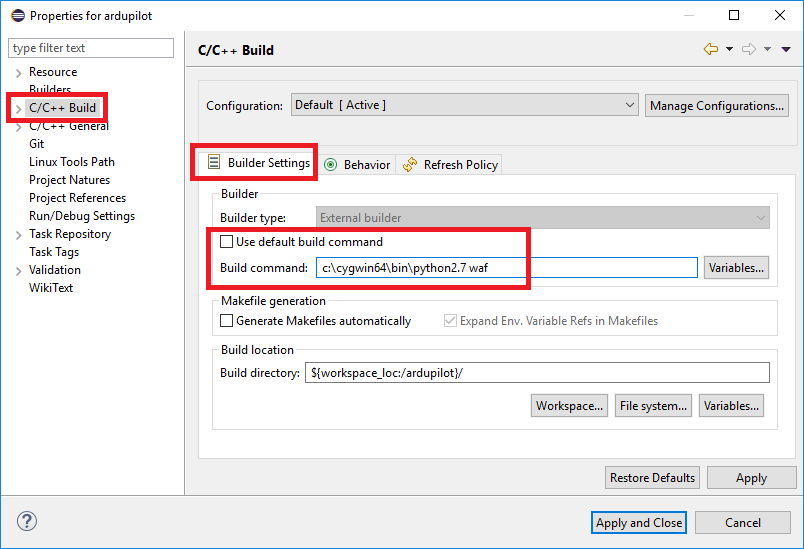 Properties for ardupilot
type filter text
C/C++ Build
Resource
Builders
C/C++ Build
C/C++ General
Git
Linux Tools Path
Project Natures
Project References
Run/Debug Settings
Task Repository
Task Tags
Validation
WikiText
Configuration: Default [ Active ] Manage Configurations...
Builder Settings Behavior Refresh Policy
Builder
Builder type: External builder
Use default build command
Build command: c:\cygwin64\bin\python2.7 waf Variables...
Makefile generation
Generate Makefiles automatically Expand Env. Variable Refs in Makefiles
Build location
Build directory: ${workspace_loc:/ardupilot}/
Workspace... File system... Variables...
Restore Defaults Apply
? Apply and Close Cancel